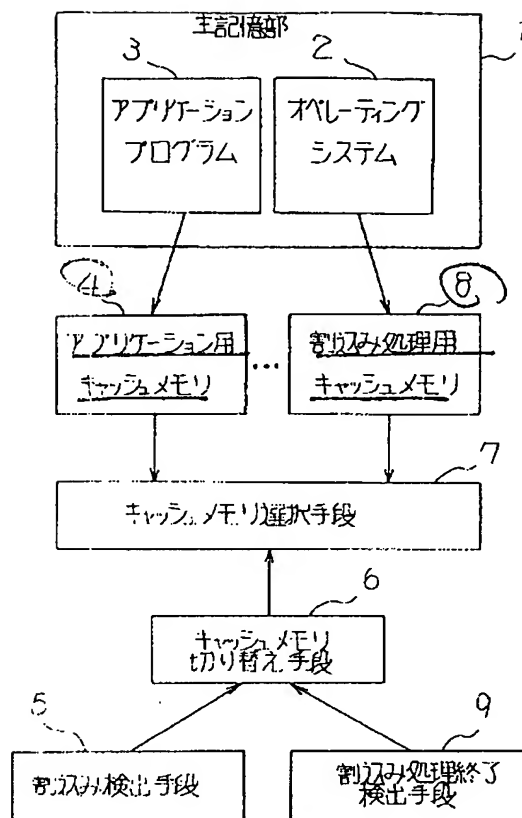 主記憶部
1
3
2
アプリケーション
プログラム
オペレーティング
システム
4
8
アプリケーション用
キャッシュメモリ
...
割り込み処理用
キャッシュメモリ
7
キャッシュメモリ選択手段
6
キャッシュメモリ
切り替え手段
5
9
割り込み検出手段
割り込み処理終了
検出手段